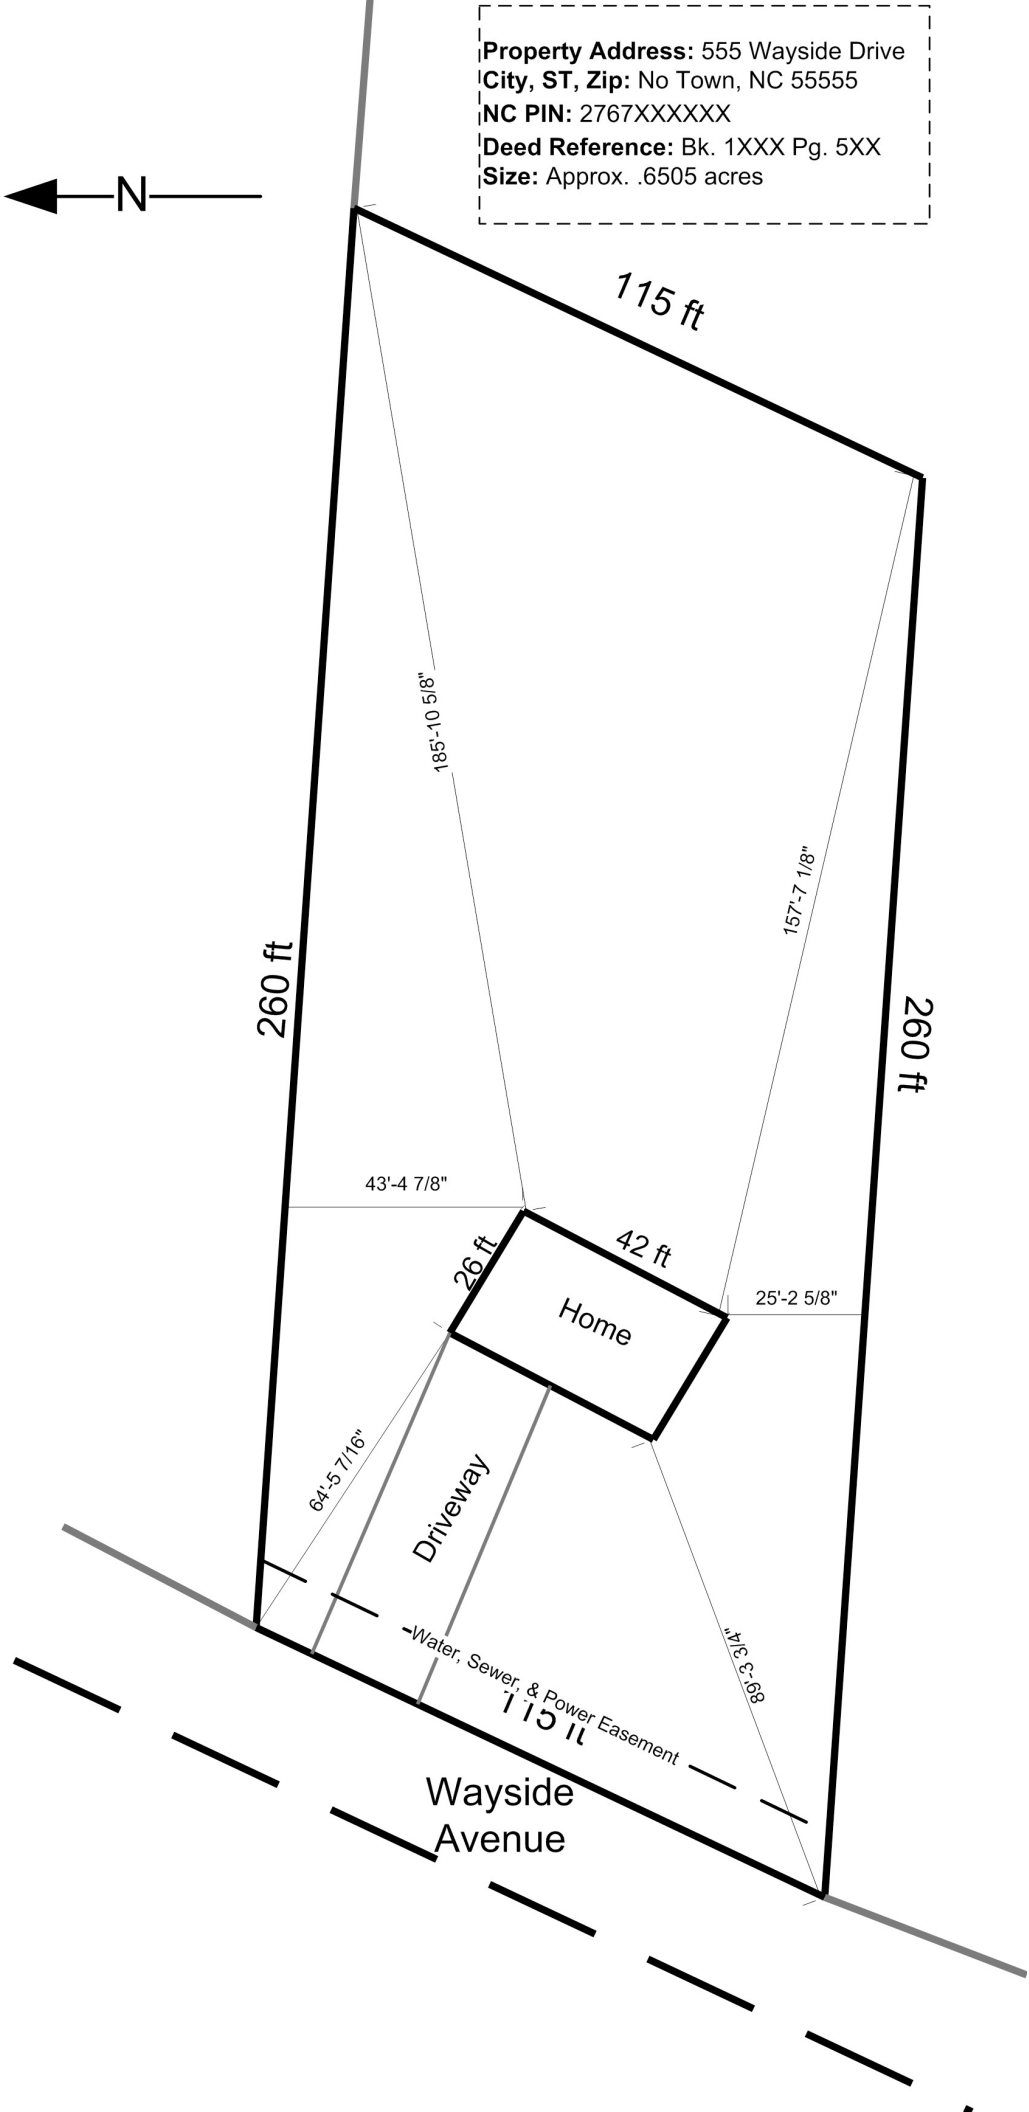 Property Address: 555 Wayside Drive
City, ST, Zip: No Town, NC 55555
NC PIN: 2767XXXXXX
Deed Reference: Bk. 1XXX Pg. 5XX
Size: Approx. .6505 acres
N
115 ft
185'-10 5/8"
157'-7 1/8"
260 ft
260 ft
43'-4 7/8"
42 ft
26 ft
25'-2 5/8"
Home
64'-5 7/16"
Driveway
89'-3 3/4"
Water, Sewer, & Power Easement
115 ft
Wayside
Avenue